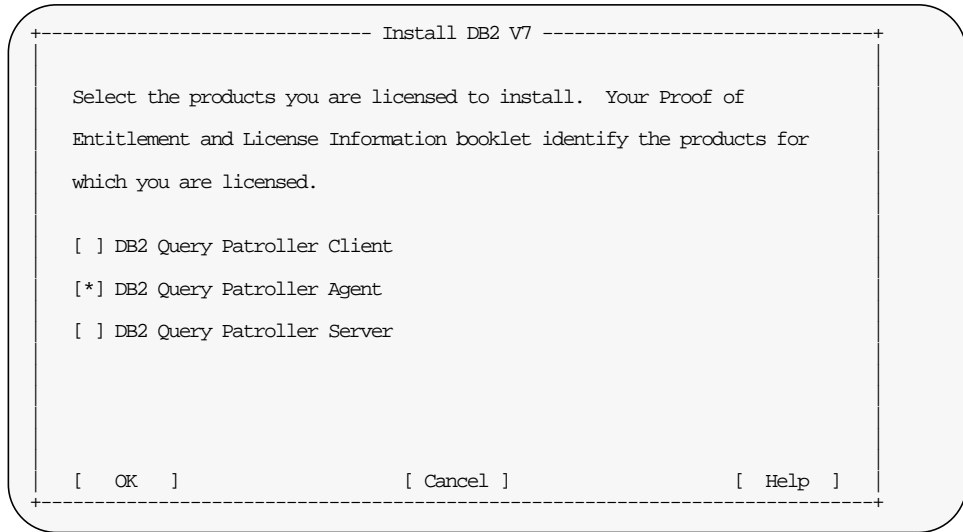 Install DB2 V7
Select the products you are licensed to install. Your Proof of
Entitlement and License Information booklet identify the products for
which you are licensed.
[ ] DB2 Query Patroller Client
[*] DB2 Query Patroller Agent
[ ] DB2 Query Patroller Server
[ OK ] [ Cancel ] [ Help ]